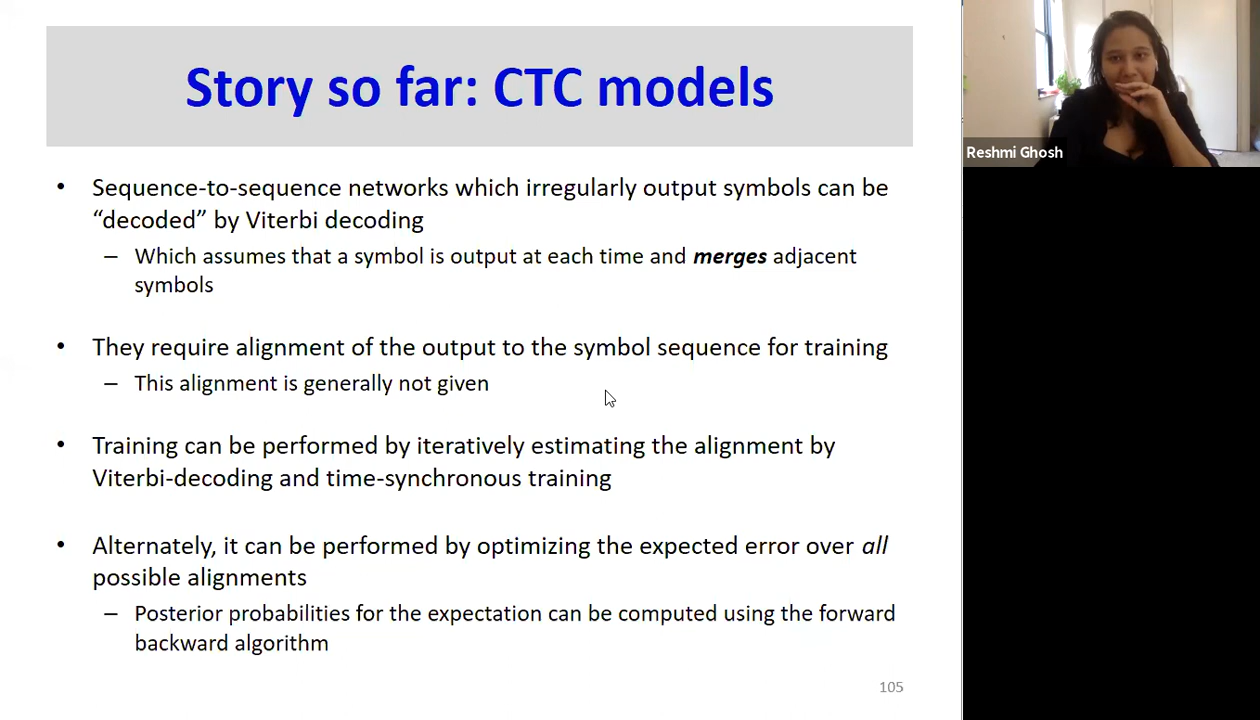 Story so far: CTC models
• Sequence-to-sequence networks which irregularly output symbols can be
“decoded” by Viterbi decoding
– Which assumes that a symbol is output at each time and merges adjacent
symbols
• They require alignment of the output to the symbol sequence for training
– This alignment is generally not given
• Training can be performed by iteratively estimating the alignment by
Viterbi-decoding and time-synchronous training
• Alternately, it can be performed by optimizing the expected error over all
possible alignments
– Posterior probabilities for the expectation can be computed using the forward
backward algorithm
105
Reshmi Ghosh